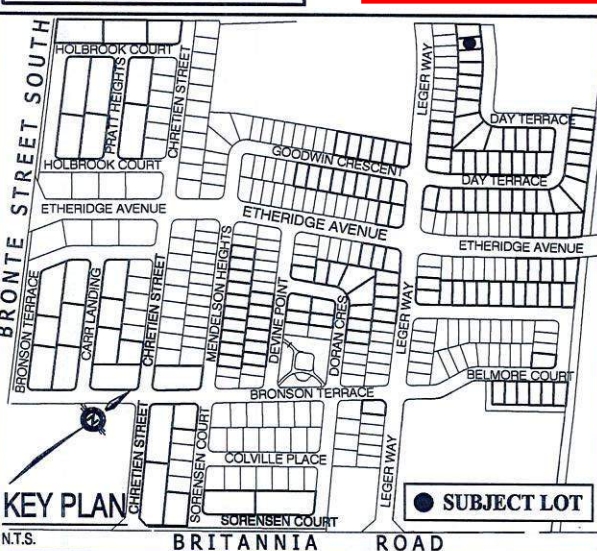 HOLBROOK COURT
PRATT HEIGHTS
CHRETIEN STREET
LEGER WAY
DAY TERRACE
BRONTE STREET SOUTH
HOLBROOK COURT
GOODWIN CRESCENT
DAY TERRACE
ETHERIDGE AVENUE
ETHERIDGE AVENUE
ETHERIDGE AVENUE
BRONSON TERRACE
CARR LANDING
CHRETIEN STREET
MENDELSON HEIGHTS
DEVINE POINT
DORAN CRES
LEGER WAY
BELMORE COURT
BRONSON TERRACE
N
CHRETIEN STREET
SORENSEN COURT
COLVILLE PLACE
LEGER WAY
KEY PLAN
SUBJECT LOT
SORENSEN COURT
N.T.S.
BRITANNIA ROAD